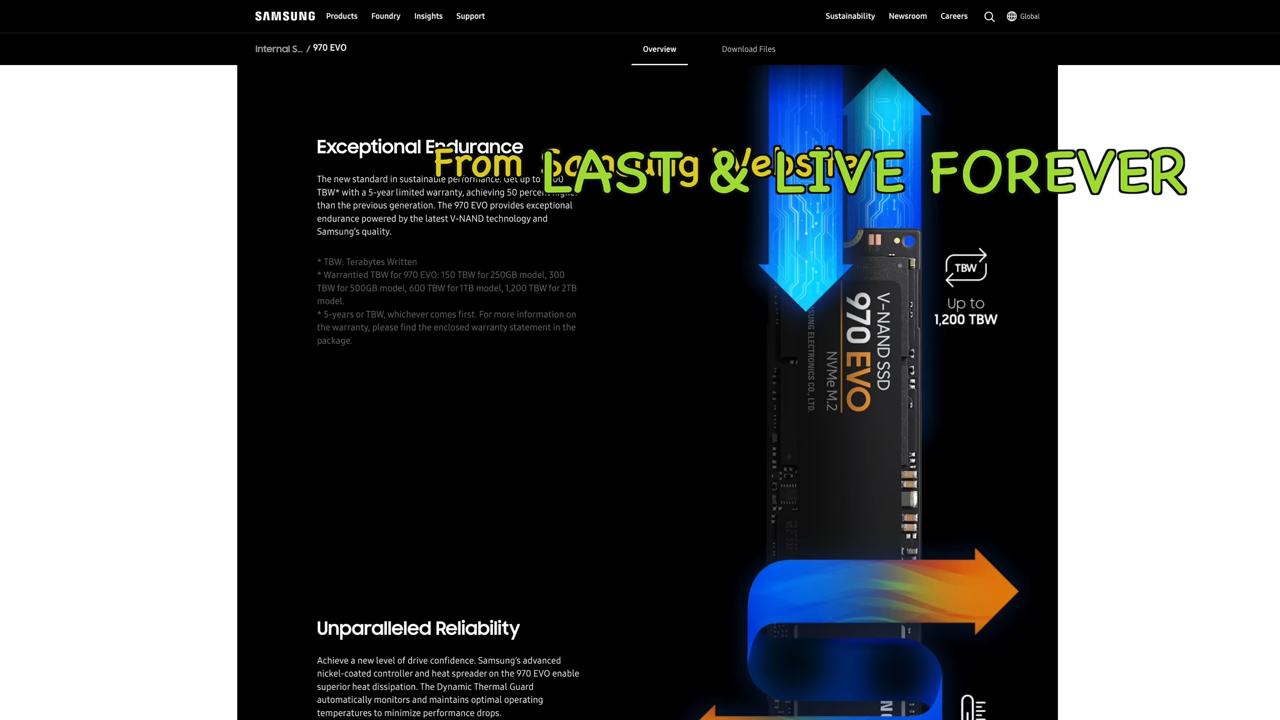 SAMSUNG Products Foundry Insights Support Sustainability Newsroom Careers Global
Internal S... / 970 EVO Overview Download Files
Exceptional Endurance
From Samsung Website
LAST & LIVE FOREVER
The new standard in sustainable performance. Get up to
TBW* with a 5-year limited warranty, achieving 50 percent higher
than the previous generation. The 970 EVO provides exceptional
endurance powered by the latest V-NAND technology and
Samsung's quality.
* TBW: Terabytes Written
* Warrantied TBW for 970 EVO: 150 TBW for 250GB model, 300
TBW for 500GB model, 600 TBW for 1TB model, 1,200 TBW for 2TB
model.
* 5-years or TBW, whichever comes first. For more information on
the warranty, please find the enclosed warranty statement in the
package.
TBW
Up to
1,200 TBW
V-NAND SSD
970 EVO
NVMe M.2
ELECTRONICS CO., LTD.
Unparalleled Reliability
Achieve a new level of drive confidence. Samsung's advanced
nickel-coated controller and heat spreader on the 970 EVO enable
superior heat dissipation. The Dynamic Thermal Guard
automatically monitors and maintains optimal operating
temperatures to minimize performance drops.